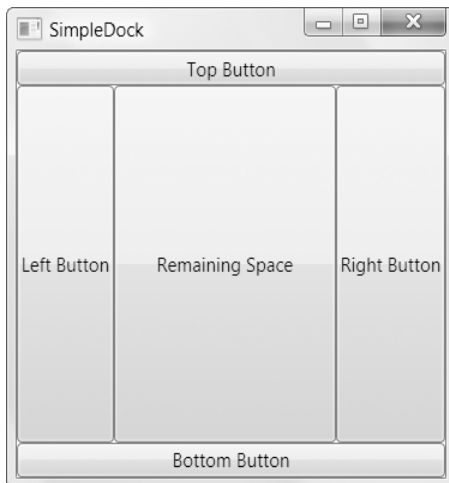 SimpleDock
Top Button
Left Button
Remaining Space
Right Button
Bottom Button